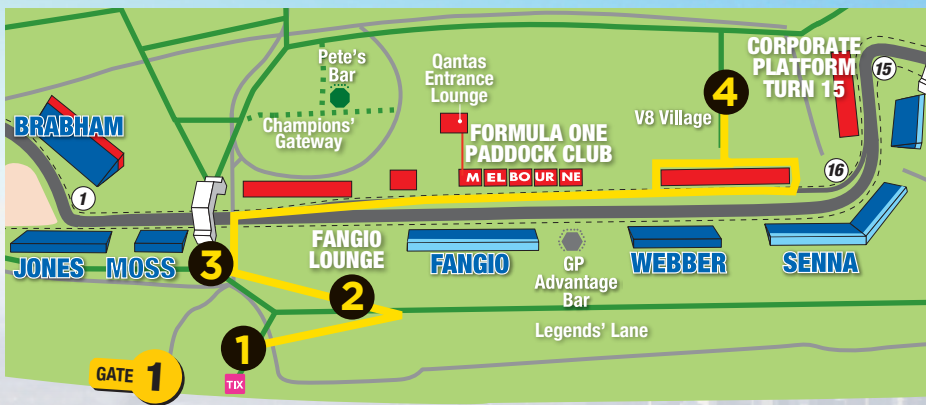 Pete's
Bar
Qantas
Entrance
Lounge
CORPORATE
PLATFORM
TURN 15
15
4
V8 Village
BRABHAM
Champions'
Gateway
FORMULA ONE
PADDOCK CLUB
MELBOURNE
16
1
JONES
MOSS
3
FANGIO
LOUNGE
FANGIO
GP
Advantage
Bar
WEBBER
SENNA
2
Legends' Lane
1
GATE 1
TIX